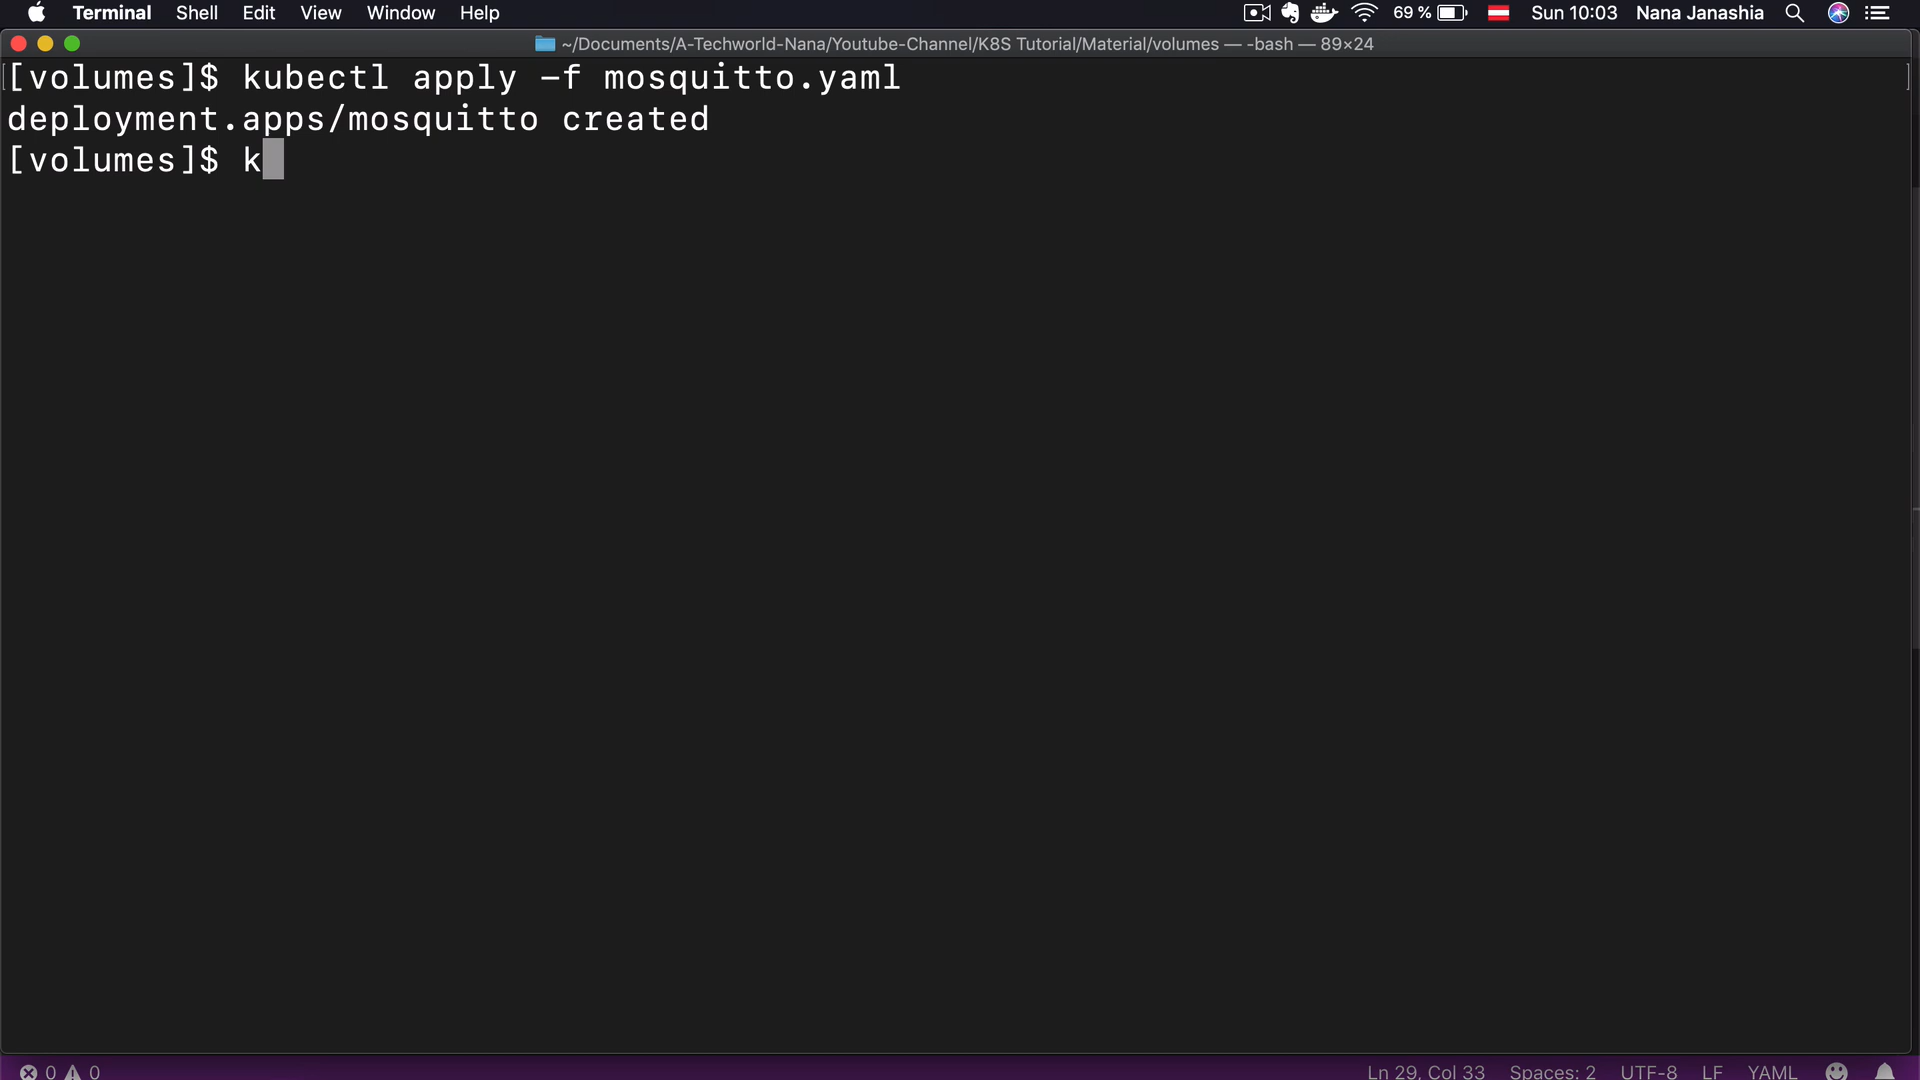 Terminal Shell Edit View Window Help 69 % Sun 10:03 Nana Janashia
~/Documents/A-Techworld-Nana/Youtube-Channel/K8S Tutorial/Material/volumes — -bash — 89×24
[volumes]$ kubectl apply -f mosquitto.yaml
deployment.apps/mosquitto created
[volumes]$ k
0 0 Ln 29, Col 33 Spaces: 2 UTF-8 LF YAML